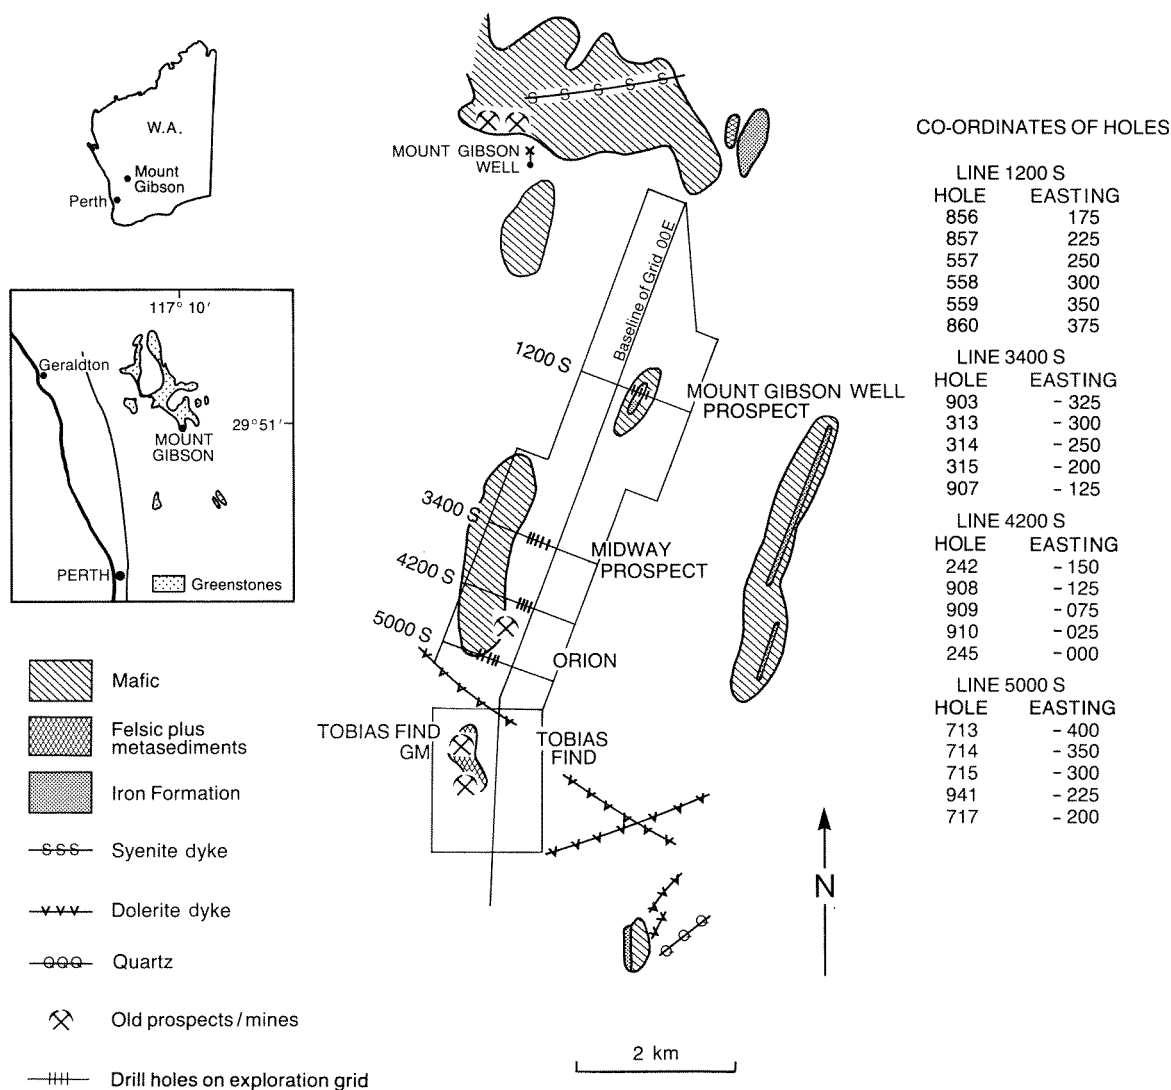 W.A.
Mount
Gibson
Perth
117° 10'
Geraldton
29°51'
MOUNT
GIBSON
PERTH
Greenstones
Mafic
Felsic plus
metasediments
Iron Formation
Syenite dyke
Dolerite dyke
Quartz
Old prospects/mines
Drill holes on exploration grid
S S S S S
MOUNT GIBSON
WELL
Baseline of Grid 00E
1200 S
MOUNT GIBSON WELL
PROSPECT
3400 S
MIDWAY
PROSPECT
4200 S
5000 S
ORION
TOBIAS FIND
GM
TOBIAS
FIND
N
2 km
CO-ORDINATES OF HOLES
LINE 1200 S
HOLE EASTING
856 175
857 225
557 250
558 300
559 350
860 375
LINE 3400 S
HOLE EASTING
903 -325
313 -300
314 -250
315 -200
907 -125
LINE 4200 S
HOLE EASTING
242 -150
908 -125
909 -075
910 -025
245 -000
LINE 5000 S
HOLE EASTING
713 -400
714 -350
715 -300
941 -225
717 -200